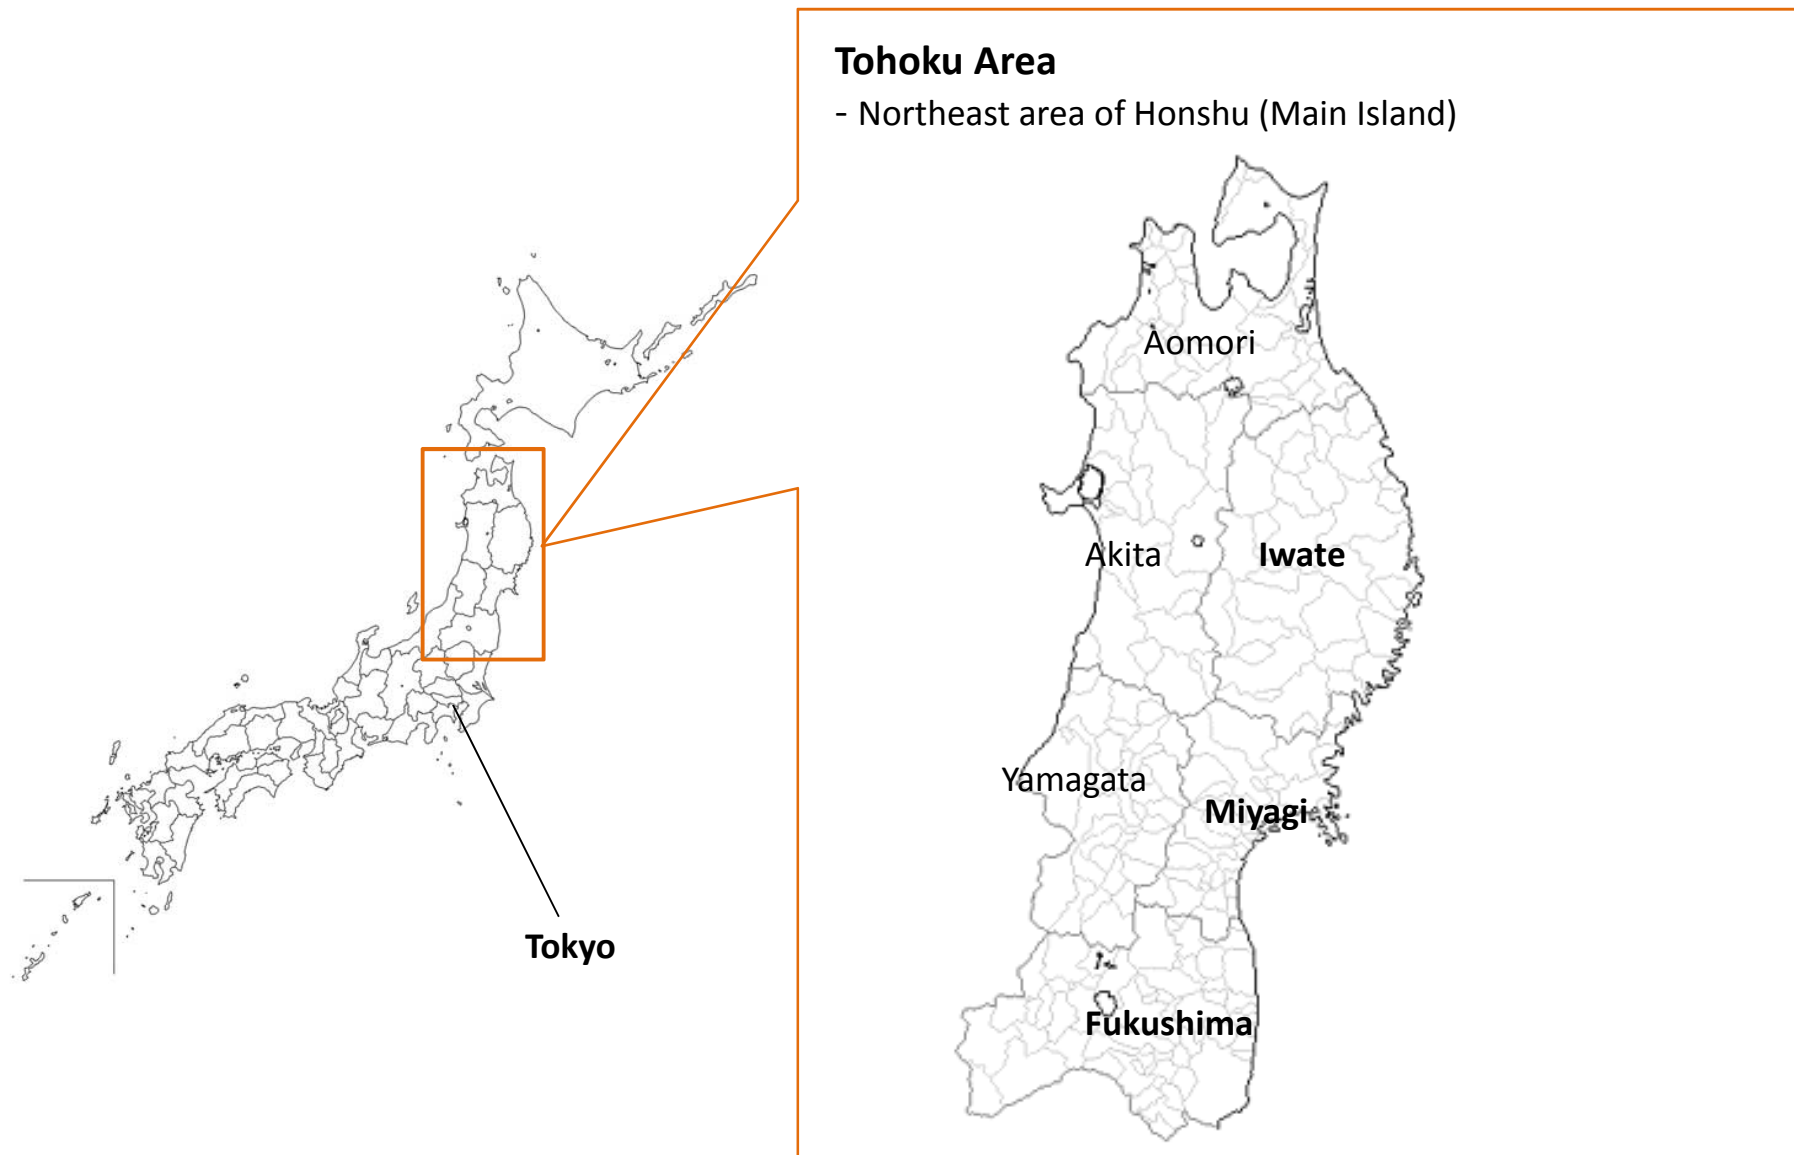 Tohoku Area
- Northeast area of Honshu (Main Island)
Aomori
Akita
Iwate
Yamagata
Miyagi
Tokyo
Fukushima